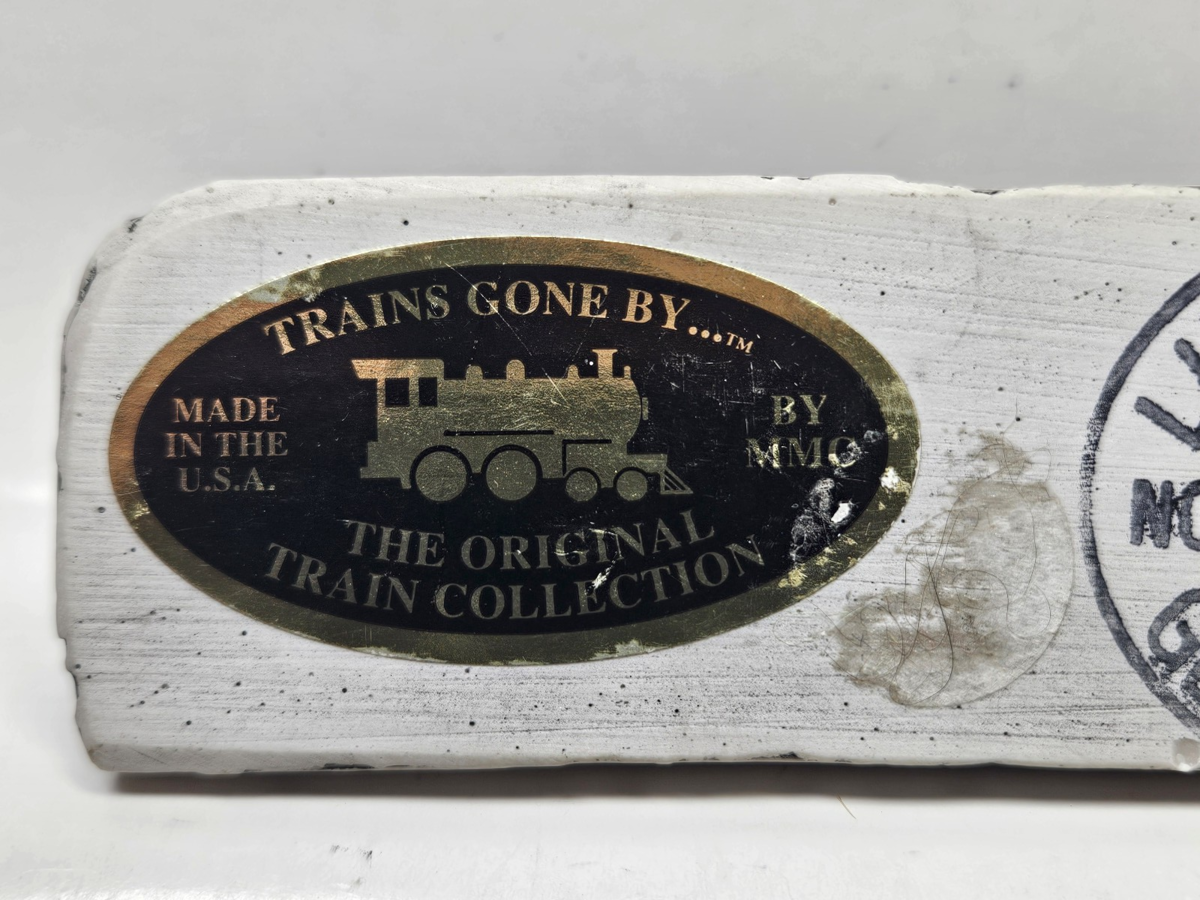 TRAINS GONE BY...™
MADE
IN THE
U.S.A.
BY
MMC
THE ORIGINAL
TRAIN COLLECTION